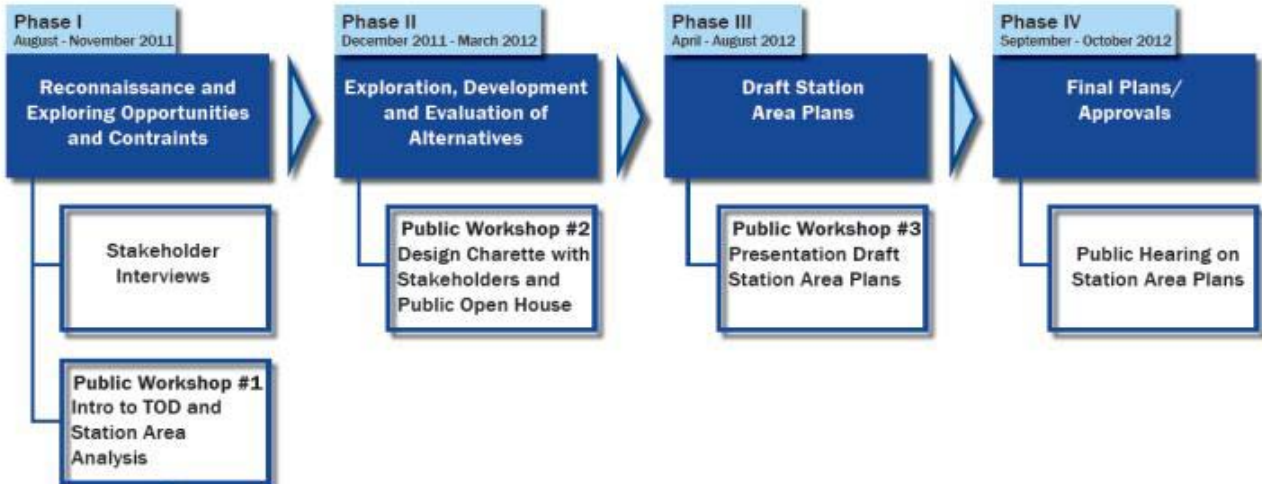 Phase I
August - November 2011
Reconnaissance and
Exploring Opportunities
and Contraints
Stakeholder
Interviews
Public Workshop #1
Intro to TOD and
Station Area
Analysis
Phase II
December 2011 - March 2012
Exploration, Development
and Evaluation of
Alternatives
Public Workshop #2
Design Charette with
Stakeholders and
Public Open House
Phase III
April - August 2012
Draft Station
Area Plans
Public Workshop #3
Presentation Draft
Station Area Plans
Phase IV
September - October 2012
Final Plans/
Approvals
Public Hearing on
Station Area Plans